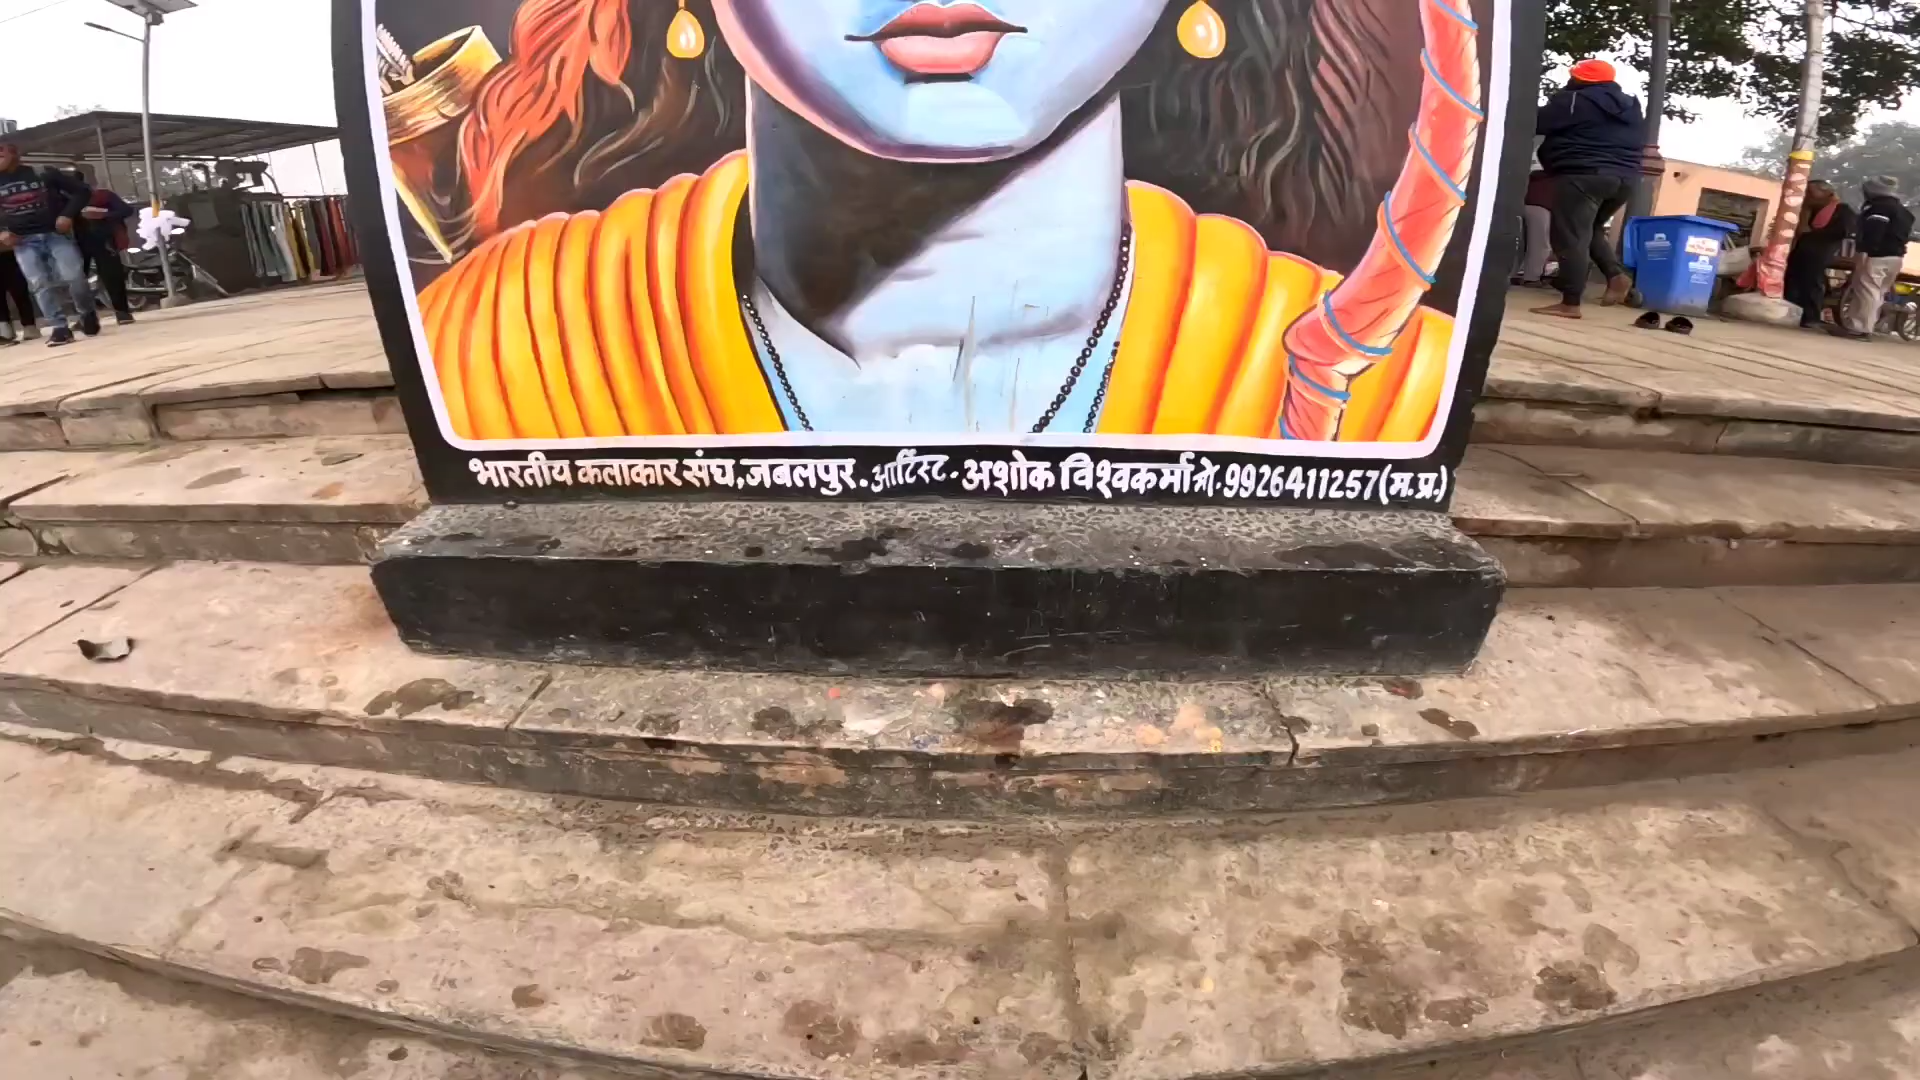 भारतीय कलाकार संघ,जबलपुर. आर्टिस्ट. अशोक विश्वकर्मा मो.9926411257(म.प्र.)